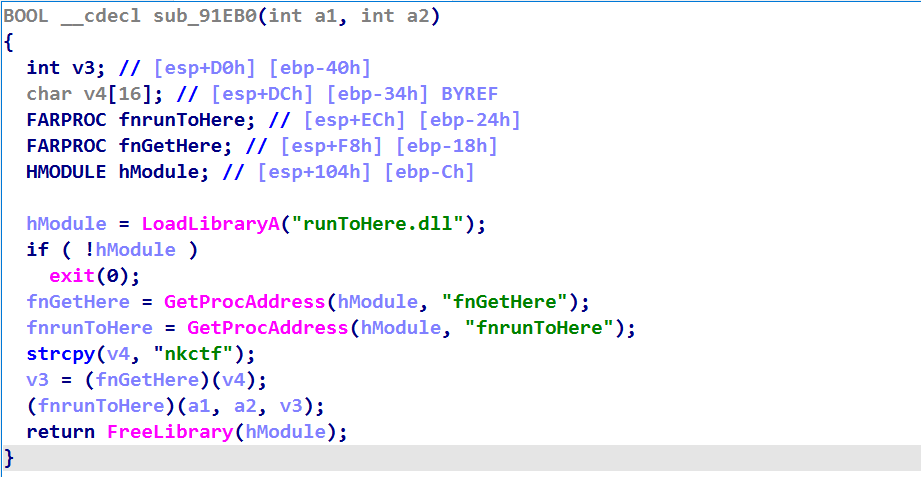 BOOL __cdecl sub_91EB0(int a1, int a2)
{
int v3; // [esp+D0h] [ebp-40h]
char v4[16]; // [esp+DCh] [ebp-34h] BYREF
FARPROC fnrunToHere; // [esp+ECh] [ebp-24h]
FARPROC fnGetHere; // [esp+F8h] [ebp-18h]
HMODULE hModule; // [esp+104h] [ebp-Ch]
hModule = LoadLibraryA("runToHere.dll");
if ( !hModule )
exit(0);
fnGetHere = GetProcAddress(hModule, "fnGetHere");
fnrunToHere = GetProcAddress(hModule, "fnrunToHere");
strcpy(v4, "nkctf");
v3 = (fnGetHere)(v4);
(fnrunToHere)(a1, a2, v3);
return FreeLibrary(hModule);
}